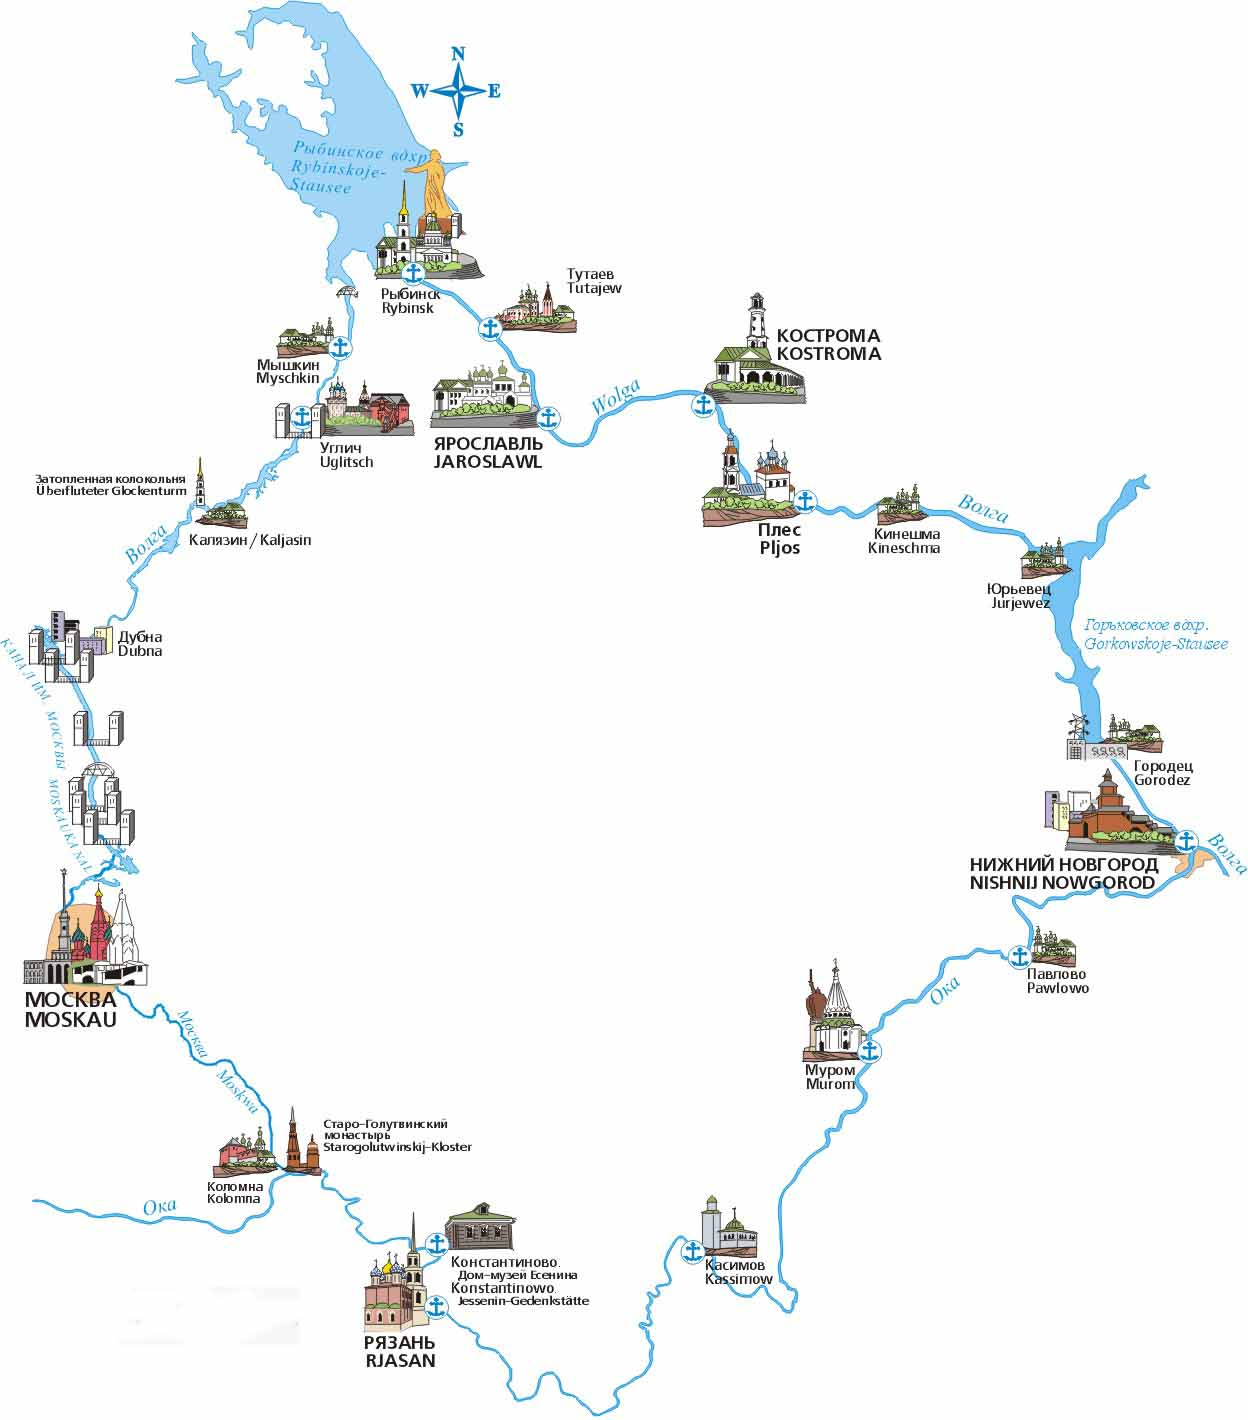 N
W E
S
Рыбинское вдхр
Rybinskoje-
Stausee
Рыбинск
Rybinsk
Тутаев
Tutajew
КОСТРОМА
KOSTROMA
Мышкин
Myschkin
Wolga
Углич
Uglitsch
ЯРОСЛАВЛЬ
JAROSLAWL
Затопленная колокольня
Überfluteter Glockenturm
Калязин / Kaljasin
Волга
Плес
Pljos
Кинешма
Kineschma
Волга
Юрьевец
Jurjewez
Горьковское вдхр.
Gorkowskoje-Stausee
Дубна
Dubna
КАНАЛ ИМ. МОСКВЫ MOSKAUKANAL
Городец
Gorodez
НИЖНИЙ НОВГОРОД
NISHNIJ NOWGOROD
Волга
Павлово
Pawlowo
Ока
МОСКВА
MOSKAU
Москва
Moskwa
Муром
Murom
Старо-Голутвинский
монастырь
Starogolutwinskij-Kloster
Коломна
Kolomna
Ока
Константиново.
Дом-музей Есенина
Konstantinowo.
Jessenin-Gedenkstätte
Касимов
Kassimow
РЯЗАНЬ
RJASAN